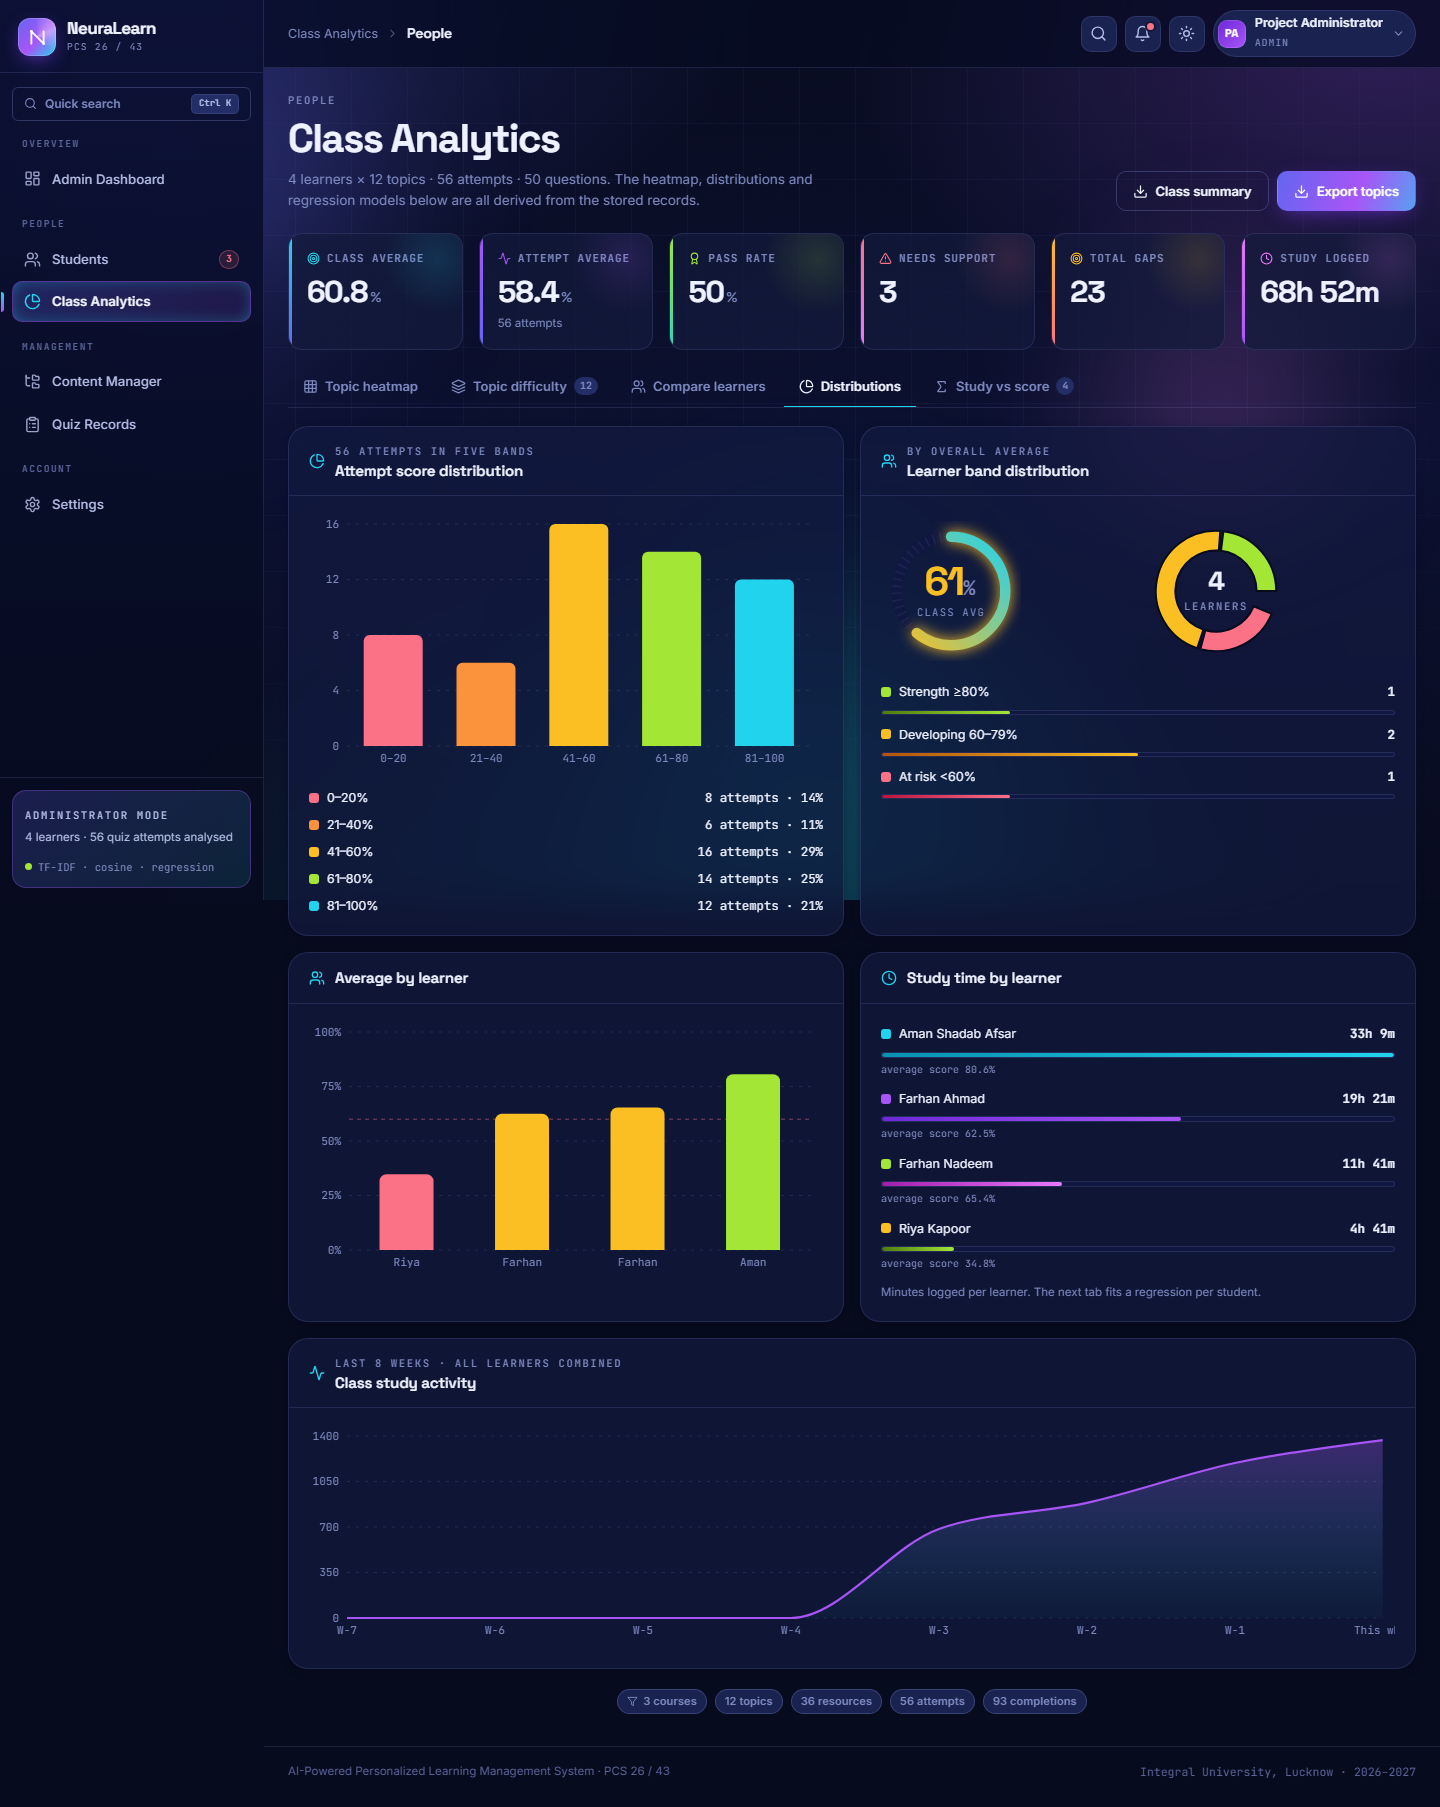 NeuraLearn
PCS 26 / 43
Quick search
Ctrl K
OVERVIEW
Admin Dashboard
PEOPLE
Students
3
Class Analytics
MANAGEMENT
Content Manager
Quiz Records
ACCOUNT
Settings
ADMINISTRATOR MODE
4 learners · 56 quiz attempts analysed
TF-IDF · cosine · regression
Class Analytics
People
PA
Project Administrator
ADMIN
PEOPLE
Class Analytics
4 learners × 12 topics · 56 attempts · 50 questions. The heatmap, distributions and
regression models below are all derived from the stored records.
Class summary
Export topics
CLASS AVERAGE
60.8%
ATTEMPT AVERAGE
58.4%
56 attempts
PASS RATE
50%
NEEDS SUPPORT
3
TOTAL GAPS
23
STUDY LOGGED
68h 52m
Topic heatmap
Topic difficulty 12
Compare learners
Distributions
Study vs score 4
56 ATTEMPTS IN FIVE BANDS
Attempt score distribution
16
12
8
4
0
0-20
21-40
41-60
61-80
81-100
0–20%
8 attempts · 14%
21–40%
6 attempts · 11%
41–60%
16 attempts · 29%
61–80%
14 attempts · 25%
81–100%
12 attempts · 21%
BY OVERALL AVERAGE
Learner band distribution
61%
CLASS AVG
4
LEARNERS
Strength ≥80%
1
Developing 60–79%
2
At risk <60%
1
Average by learner
100%
75%
50%
25%
0%
Riya
Farhan
Farhan
Aman
Study time by learner
Aman Shadab Afsar
33h 9m
average score 80.6%
Farhan Ahmad
19h 21m
average score 62.5%
Farhan Nadeem
11h 41m
average score 65.4%
Riya Kapoor
4h 41m
average score 34.8%
Minutes logged per learner. The next tab fits a regression per student.
LAST 8 WEEKS · ALL LEARNERS COMBINED
Class study activity
1400
1050
700
350
0
W-7
W-6
W-5
W-4
W-3
W-2
W-1
This
3 courses
12 topics
36 resources
56 attempts
93 completions
AI-Powered Personalized Learning Management System · PCS 26 / 43
Integral University, Lucknow · 2026–2027